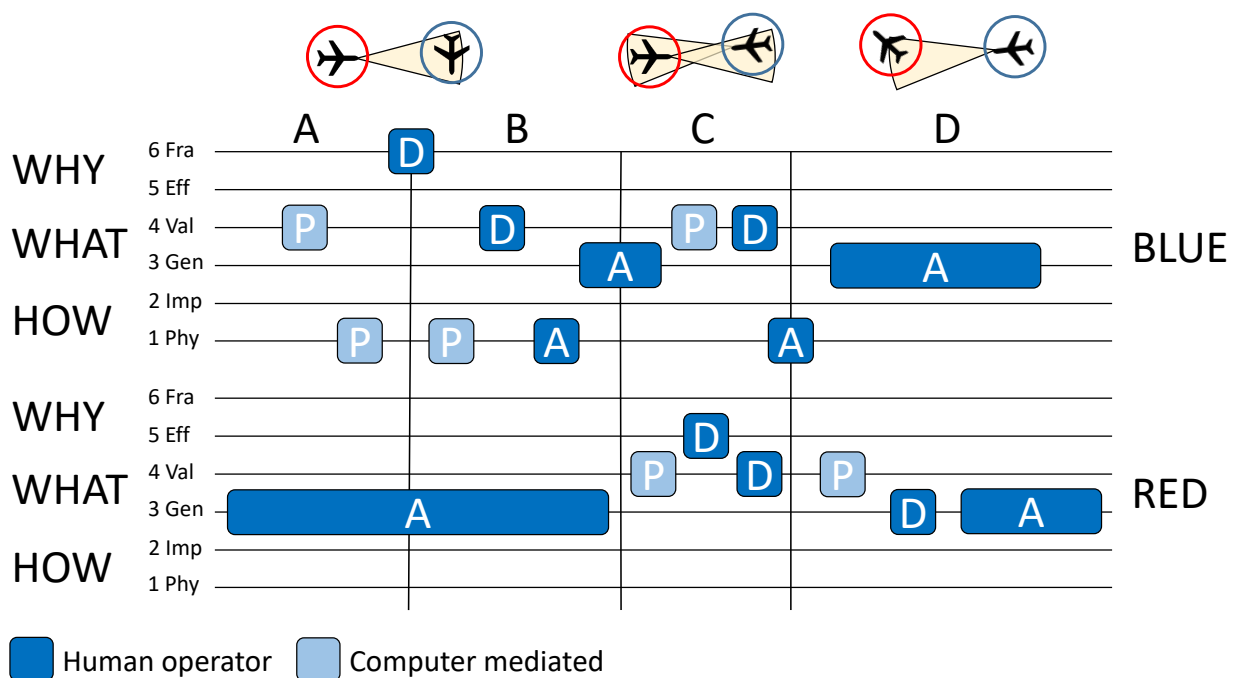 A B C D
WHY
6 Fra D
5 Eff
WHAT
4 Val P D P D
3 Gen A A
BLUE
HOW
2 Imp
1 Phy P P A A
WHY
6 Fra
5 Eff D
WHAT
4 Val P D P
3 Gen A D A
RED
HOW
2 Imp
1 Phy
Human operator Computer mediated